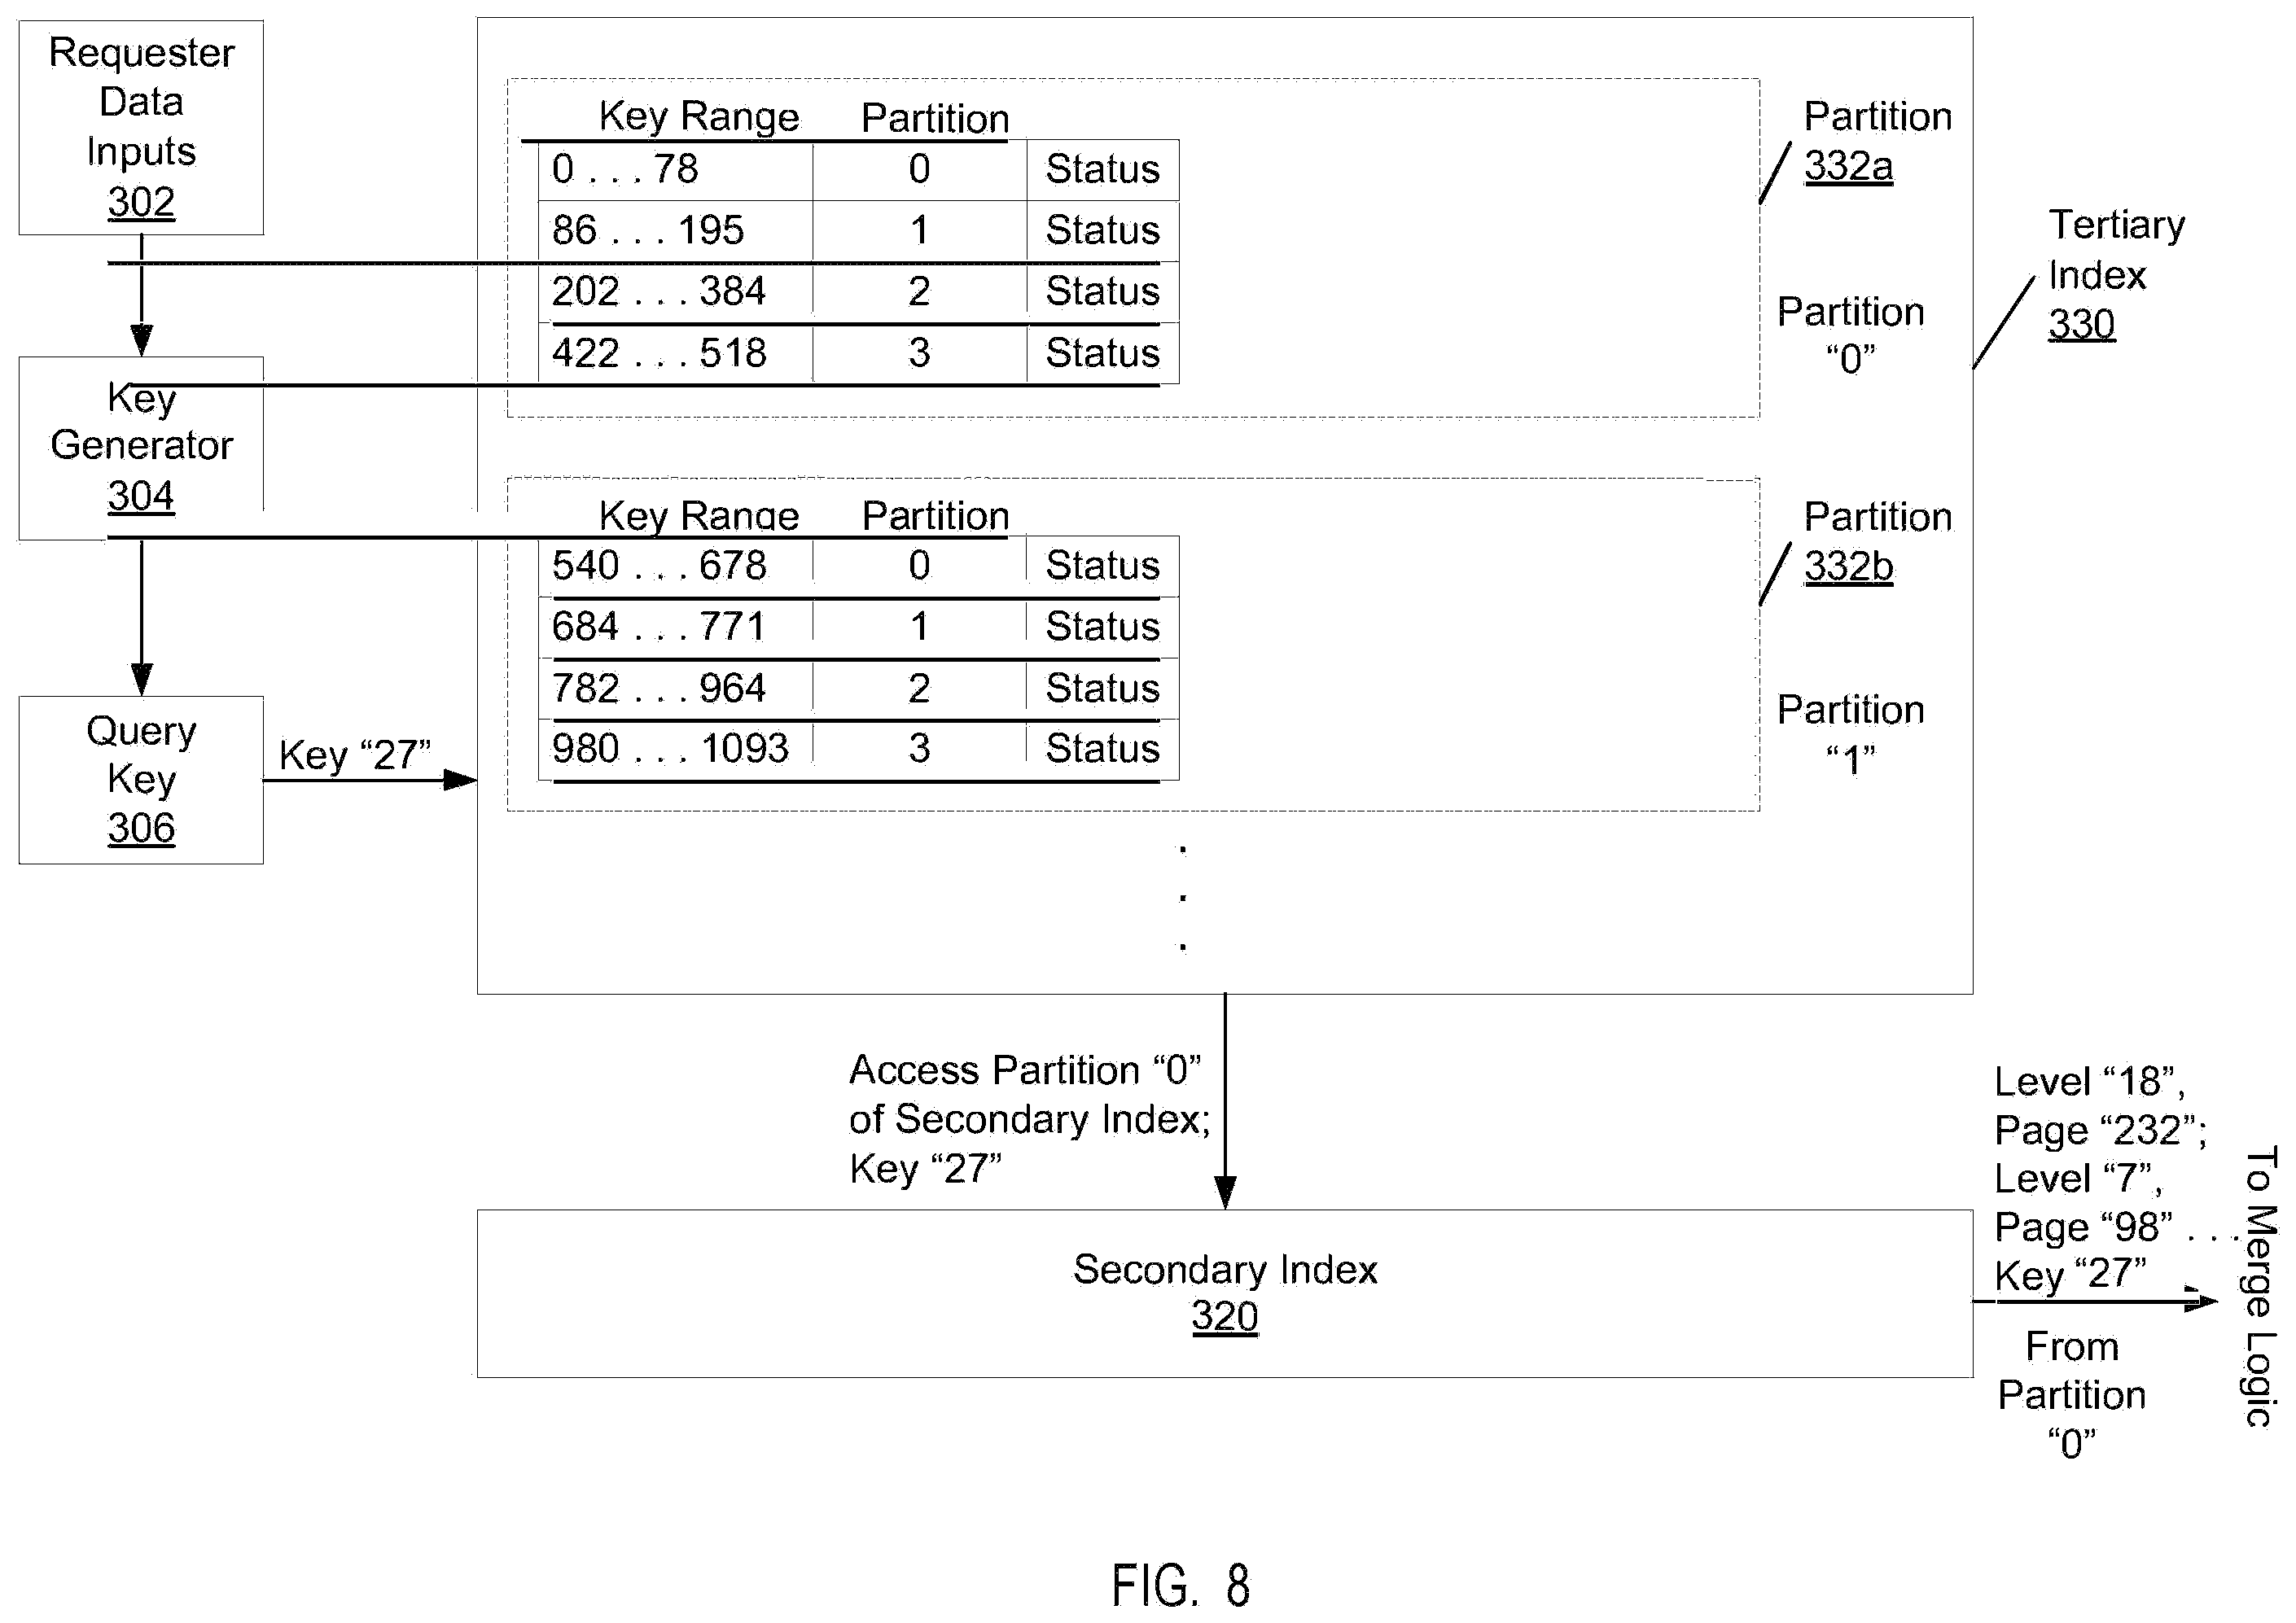 Requester
Data
Inputs
302
Key
Generator
304
Query
Key
306
Key “27”
Key Range Partition
0 . . . 78 0 Status
86 . . . 195 1 Status
202 . . . 384 2 Status
422 . . . 518 3 Status
Partition
332a
Partition
“0”
Tertiary
Index
330
Key Range Partition
540 . . . 678 0 Status
684 . . . 771 1 Status
782 . . . 964 2 Status
980 . . . 1093 3 Status
Partition
332b
Partition
“1”
.
.
.
Access Partition “0”
of Secondary Index;
Key “27”
Secondary Index
320
Level “18”,
Page “232”;
Level “7”,
Page “98” . . .
Key “27”
From
Partition
“0”
To Merge Logic
FIG. 8